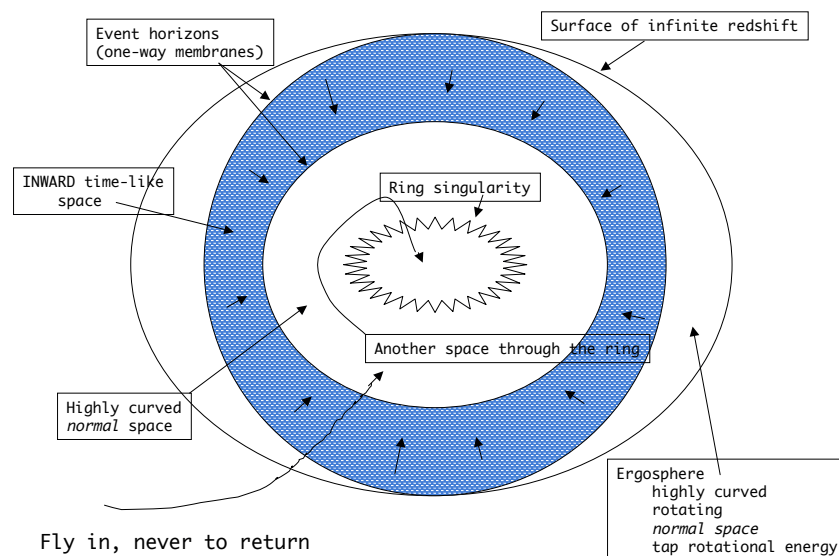 Surface of infinite redshift
Event horizons
(one-way membranes)
INWARD time-like
space
Ring singularity
Another space through the ring
Highly curved
normal space
Ergosphere
highly curved
rotating
normal space
tap rotational energy
Fly in, never to return